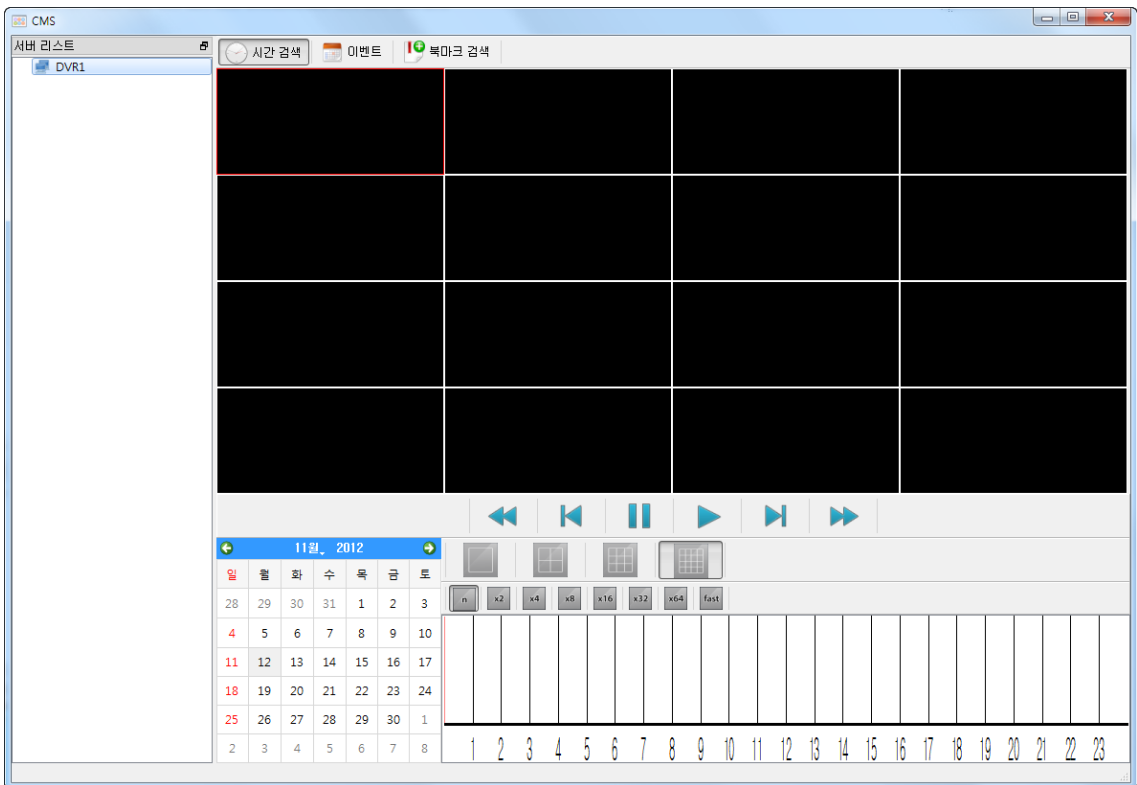 CMS
서버 리스트
시간 검색 이벤트 북마크 검색
DVR1
11월 2012
일 월 화 수 목 금 토
28 29 30 31 1 2 3
4 5 6 7 8 9 10
11 12 13 14 15 16 17
18 19 20 21 22 23 24
25 26 27 28 29 30 1
2 3 4 5 6 7 8
n x2 x4 x8 x16 x32 x64 fast
1 2 3 4 5 6 7 8 9 10 11 12 13 14 15 16 17 18 19 20 21 22 23